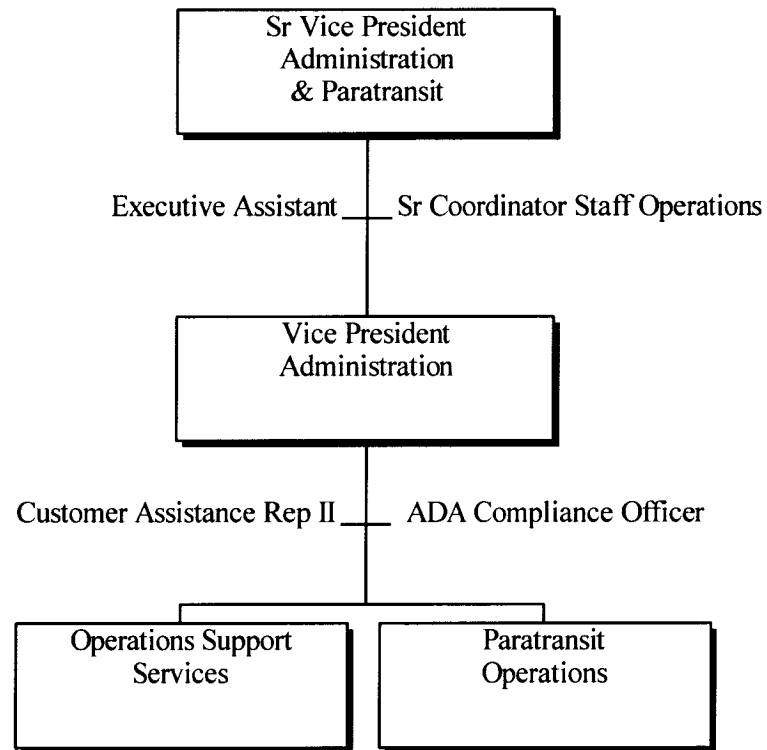 Sr Vice President
Administration
& Paratransit
Executive Assistant
Sr Coordinator Staff Operations
Vice President
Administration
Customer Assistance Rep II
ADA Compliance Officer
Operations Support
Services
Paratransit
Operations